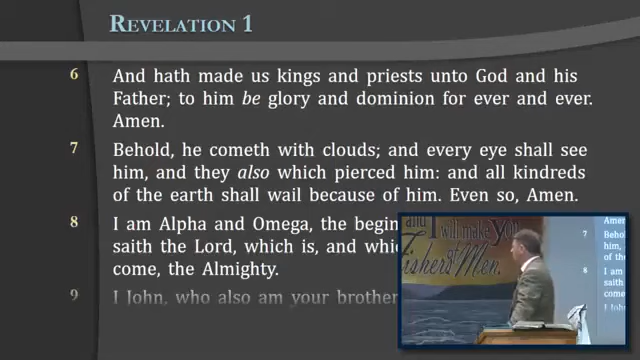 REVELATION 1
6 And hath made us kings and priests unto God and his
Father; to him be glory and dominion for ever and ever.
Amen.
7 Behold, he cometh with clouds; and every eye shall see
him, and they also which pierced him: and all kindreds
of the earth shall wail because of him. Even so, Amen.
8 I am Alpha and Omega, the begin
saith the Lord, which is, and whic
come, the Almighty.
9 I John, who also am your brother
and I
will make you
Fishers of Men.
Amen
7 Behol
him,
of the
8 I am
saith
come
I John